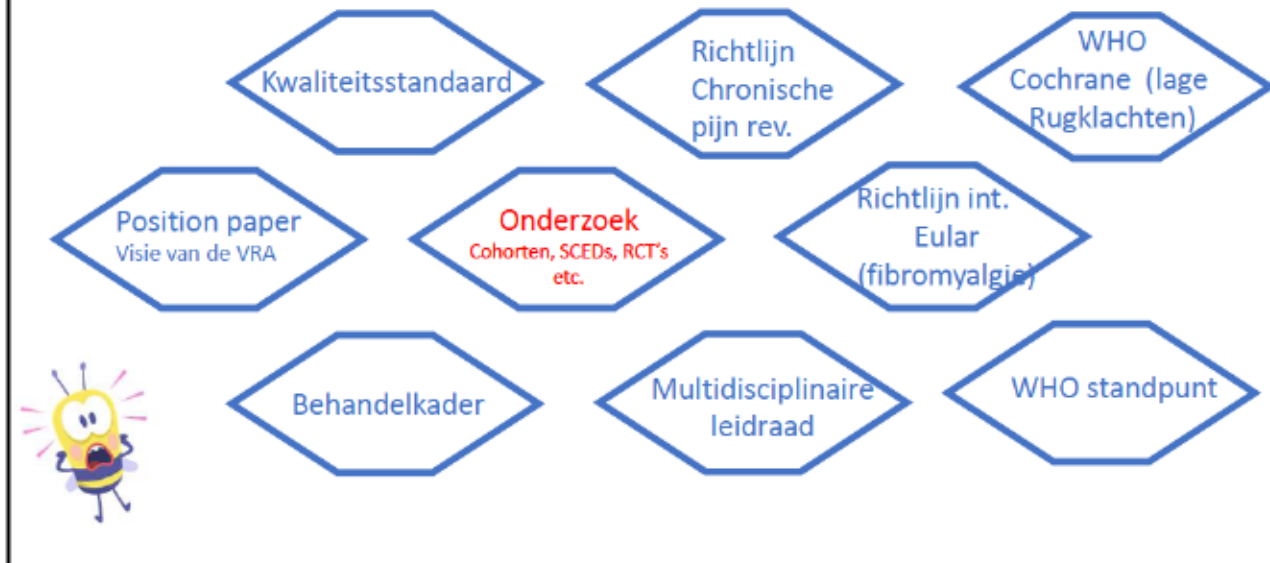 Kwaliteitsstandaard
Richtlijn
Chronische
pijn rev.
WHO
Cochrane (lage
Rugklachten)
Position paper
Visie van de VRA
Onderzoek
Cohorten, SCEDs, RCT's
etc.
Richtlijn int.
Eular
(fibromyalgie)
Behandelkader
Multidisciplinaire
leidraad
WHO standpunt